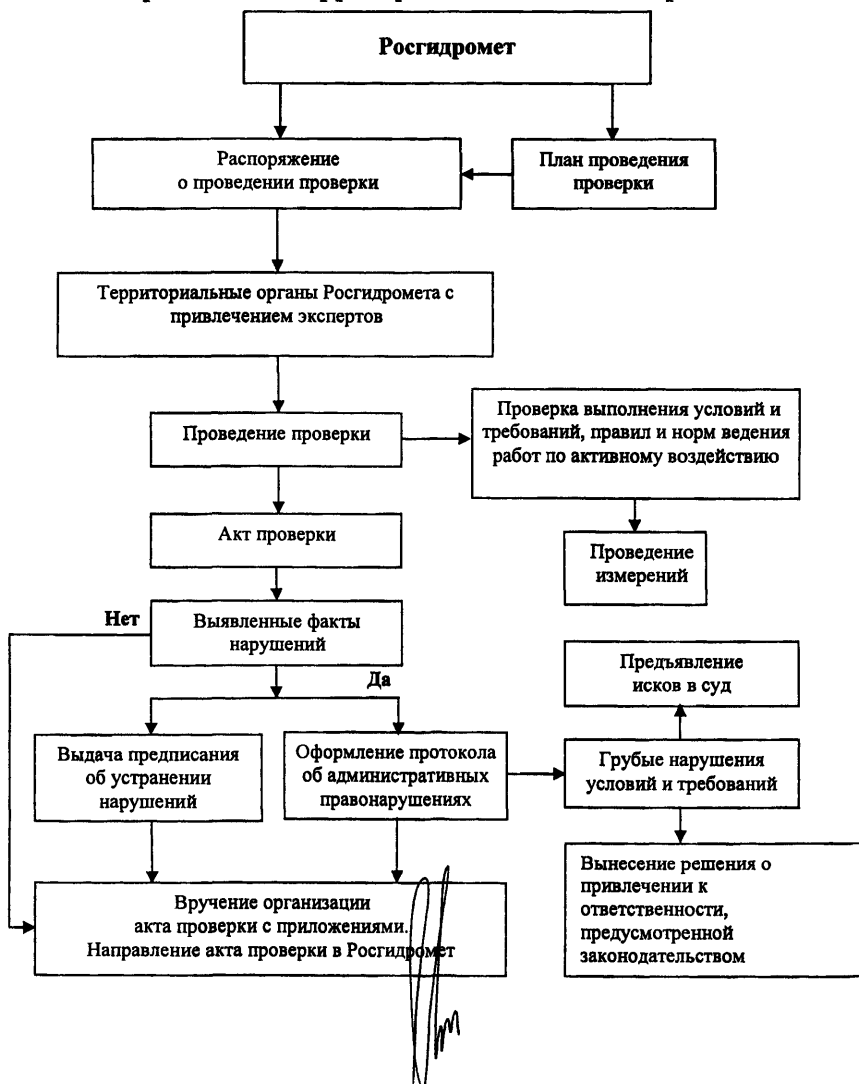 Росгидромет
Распоряжение
о проведении проверки
План проведения
проверки
Территориальные органы Росгидромета с
привлечением экспертов
Проведение проверки
Проверка выполнения условий и
требований, правил и норм ведения
работ по активному воздействию
Акт проверки
Проведение
измерений
Нет
Выявленные факты
нарушений
Да
Предъявление
исков в суд
Выдача предписания
об устранении
нарушений
Оформление протокола
об административных
правонарушениях
Грубые нарушения
условий и требований
Вручение организации
акта проверки с приложениями.
Направление акта проверки в Росгидромет
Вынесение решения о
привлечении к
ответственности,
предусмотренной
законодательством